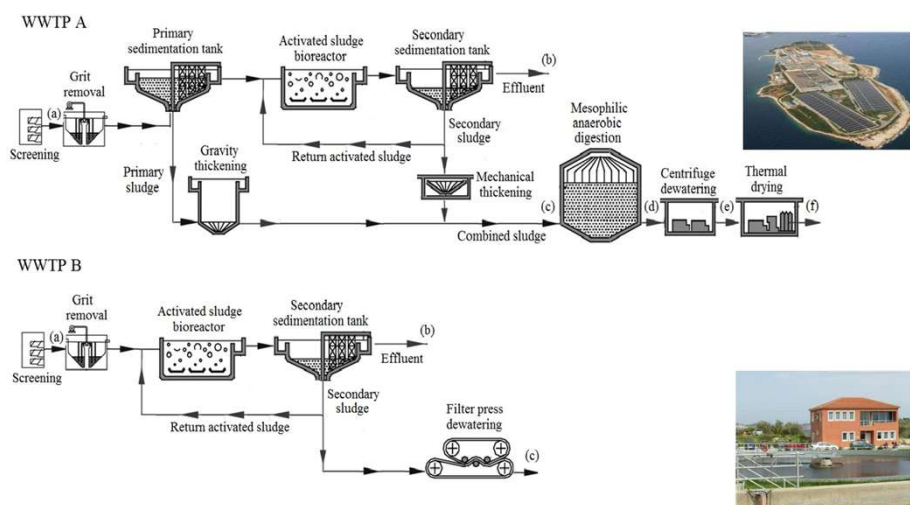 WWTP A
Primary
sedimentation tank
Activated sludge
bioreactor
Secondary
sedimentation tank
(b)
Effluent
Grit
removal
(a)
Screening
Return activated sludge
Secondary
sludge
Primary
sludge
Gravity
thickening
Mechanical
thickening
Combined sludge
(c)
Mesophilic
anaerobic
digestion
(d)
Centrifuge
dewatering
(e)
Thermal
drying
(f)
WWTP B
Grit
removal
(a)
Screening
Activated sludge
bioreactor
Secondary
sedimentation tank
(b)
Effluent
Secondary
sludge
Return activated sludge
Filter press
dewatering
(c)